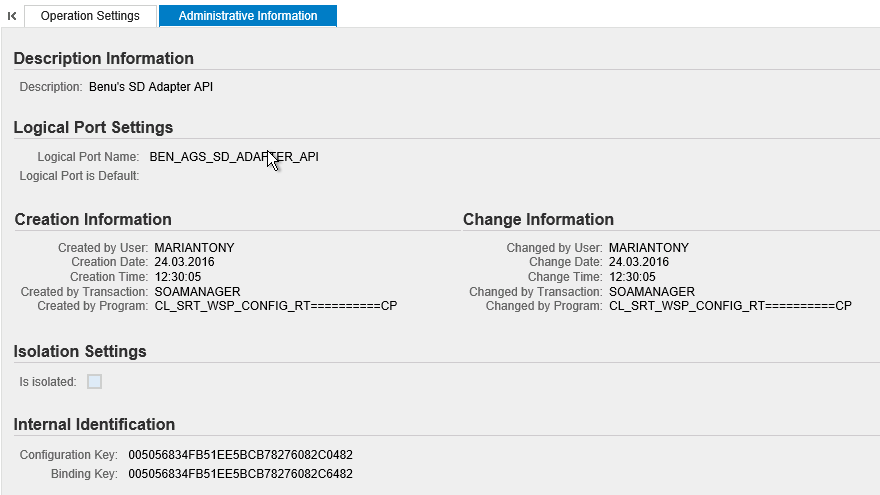 Operation Settings Administrative Information
Description Information
Description: Benu's SD Adapter API
Logical Port Settings
Logical Port Name: BEN_AGS_SD_ADAPTER_API
Logical Port is Default:
Creation Information Change Information
Created by User: MARIANTONY Changed by User: MARIANTONY
Creation Date: 24.03.2016 Change Date: 24.03.2016
Creation Time: 12:30:05 Change Time: 12:30:05
Created by Transaction: SOAMANAGER Changed by Transaction: SOAMANAGER
Created by Program: CL_SRT_WSP_CONFIG_RT==========CP Changed by Program: CL_SRT_WSP_CONFIG_RT==========CP
Isolation Settings
Is isolated:
Internal Identification
Configuration Key: 005056834FB51EE5BCB78276082C0482
Binding Key: 005056834FB51EE5BCB78276082C6482